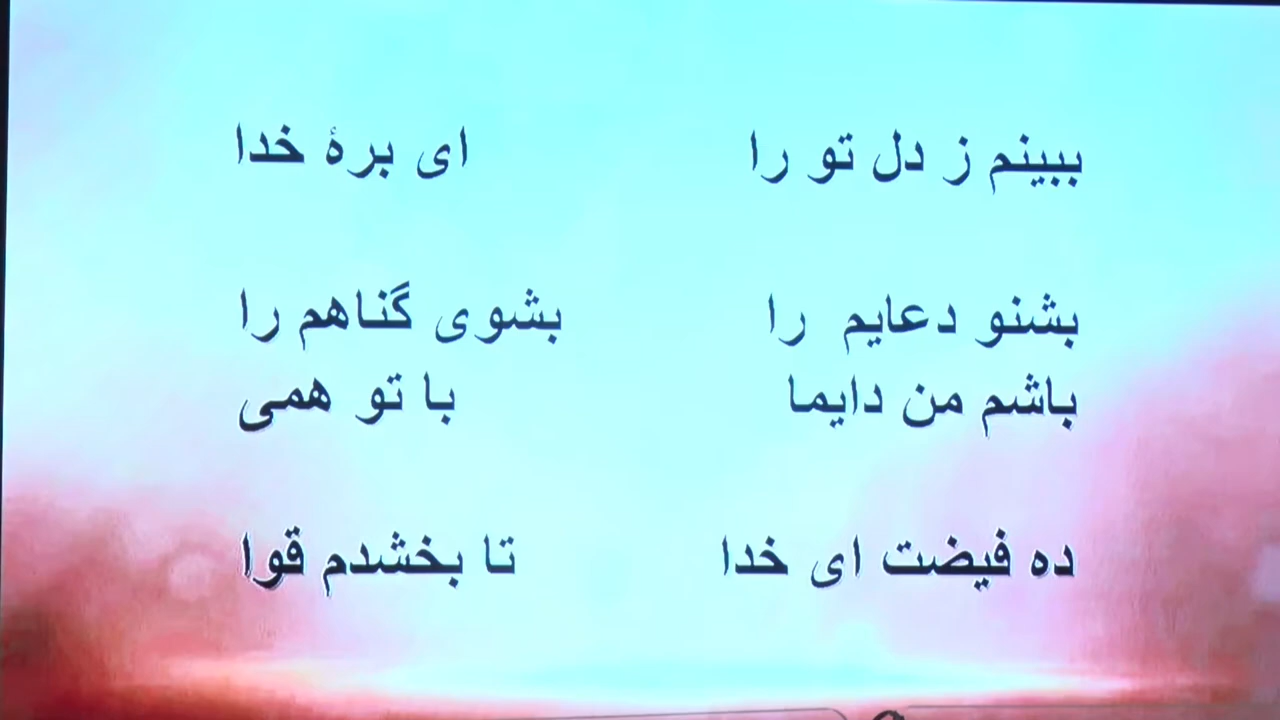 ببینم ز دل تو را ای برهٔ خدا
بشنو دعایم را بشوی گناهم را
باشم من دایما با تو همی
ده فیضت ای خدا تا بخشدم قوا